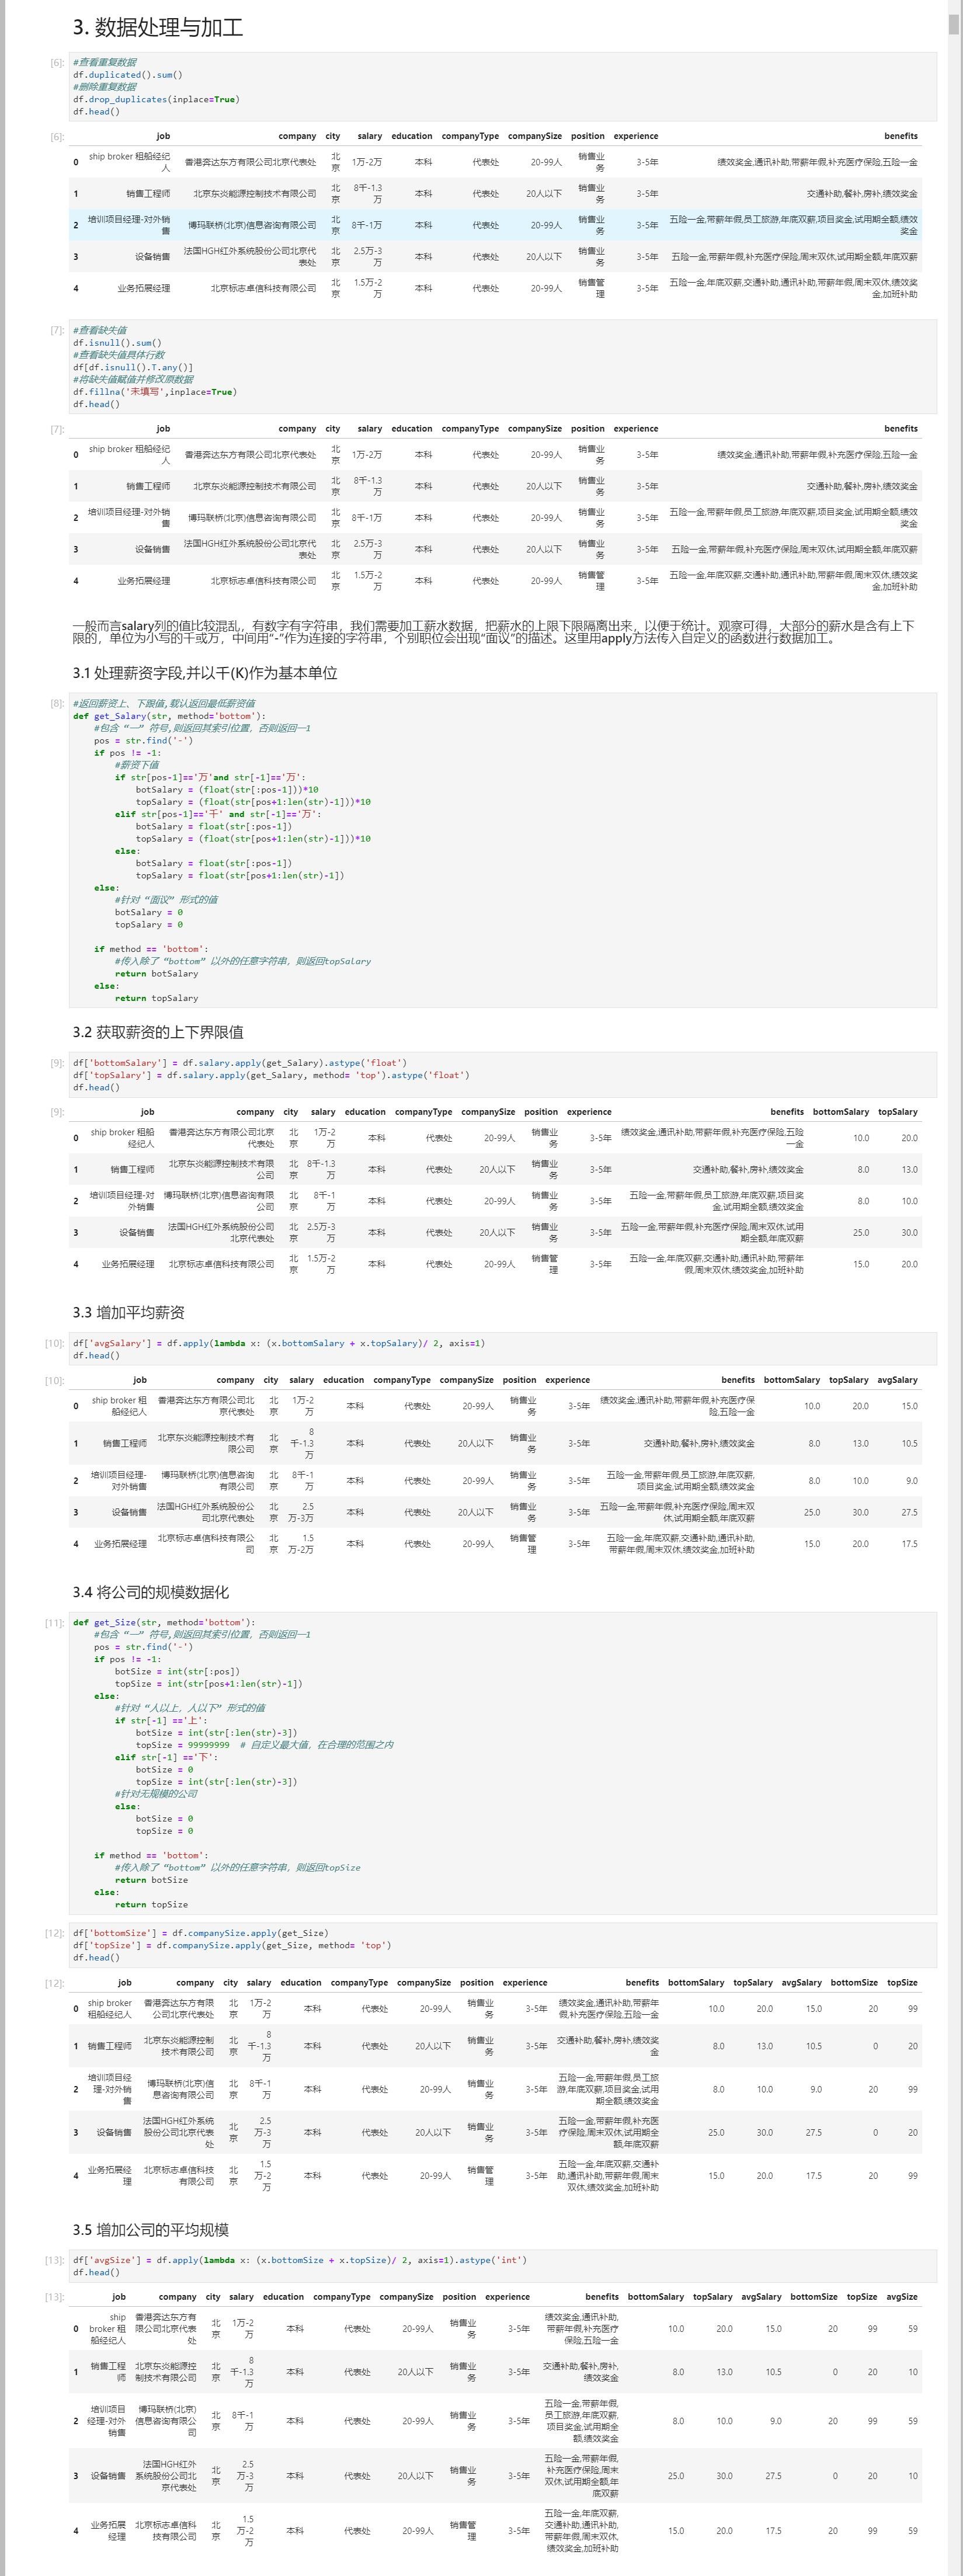 3. 数据处理与加工
[6]:
#查看重复数据
df.duplicated().sum()
#删除重复数据
df.drop_duplicates(inplace=True)
df.head()
[6]:
job company city salary education companyType companySize position experience benefits
0 ship broker 租船经纪人 香港奔达东方有限公司北京代表处 北京 1万-2万 本科 代表处 20-99人 销售业务 3-5年 绩效奖金,通讯补助,带薪年假,补充医疗保险,五险一金
1 销售工程师 北京东炎能源控制技术有限公司 北京 8千-1.3万 本科 代表处 20人以下 销售业务 3-5年 交通补助,餐补,房补,绩效奖金
2 培训项目经理-对外销售 博玛联桥(北京)信息咨询有限公司 北京 8千-1万 本科 代表处 20-99人 销售业务 3-5年 五险一金,带薪年假,员工旅游,年底双薪,项目奖金,试用期全额,绩效奖金
3 设备销售 法国HGH红外系统股份公司北京代表处 北京 2.5万-3万 本科 代表处 20人以下 销售业务 3-5年 五险一金,带薪年假,补充医疗保险,周末双休,试用期全额,年底双薪
4 业务拓展经理 北京标志卓信科技有限公司 北京 1.5万-2万 本科 代表处 20-99人 销售管理 3-5年 五险一金,年底双薪,交通补助,通讯补助,带薪年假,周末双休,绩效奖金,加班补助
[7]:
#查看缺失值
df.isnull().sum()
#查看缺失值具体行数
df[df.isnull().T.any()]
#将缺失值赋值并修改原数据
df.fillna('未填写',inplace=True)
df.head()
[7]:
job company city salary education companyType companySize position experience benefits
0 ship broker 租船经纪人 香港奔达东方有限公司北京代表处 北京 1万-2万 本科 代表处 20-99人 销售业务 3-5年 绩效奖金,通讯补助,带薪年假,补充医疗保险,五险一金
1 销售工程师 北京东炎能源控制技术有限公司 北京 8千-1.3万 本科 代表处 20人以下 销售业务 3-5年 交通补助,餐补,房补,绩效奖金
2 培训项目经理-对外销售 博玛联桥(北京)信息咨询有限公司 北京 8千-1万 本科 代表处 20-99人 销售业务 3-5年 五险一金,带薪年假,员工旅游,年底双薪,项目奖金,试用期全额,绩效奖金
3 设备销售 法国HGH红外系统股份公司北京代表处 北京 2.5万-3万 本科 代表处 20人以下 销售业务 3-5年 五险一金,带薪年假,补充医疗保险,周末双休,试用期全额,年底双薪
4 业务拓展经理 北京标志卓信科技有限公司 北京 1.5万-2万 本科 代表处 20-99人 销售管理 3-5年 五险一金,年底双薪,交通补助,通讯补助,带薪年假,周末双休,绩效奖金,加班补助
一般而言salary列的值比较混乱，有数字有字符串，我们需要加工薪水数据，把薪水的上限下限隔离出来，以便于统计。观察可得，大部分的薪水是含有上下
限的，单位为小写的千或万，中间用“-”作为连接的字符串，个别职位会出现“面议”的描述。这里用apply方法传入自定义的函数进行数据加工。
3.1 处理薪资字段,并以千(K)作为基本单位
[8]:
#返回薪资上、下跟值,载认返回最低薪资值
def get_Salary(str, method='bottom'):
#包含 “一” 符号,则返回其索引位置，否则返回一1
pos = str.find('-')
if pos != -1:
#薪资下值
if str[pos-1]=='万'and str[-1]=='万':
botSalary = (float(str[:pos-1]))*10
topSalary = (float(str[pos+1:len(str)-1]))*10
elif str[pos-1]=='千' and str[-1]=='万':
botSalary = float(str[:pos-1])
topSalary = (float(str[pos+1:len(str)-1]))*10
else:
botSalary = float(str[:pos-1])
topSalary = float(str[pos+1:len(str)-1])
else:
#针对 “面议” 形式的值
botSalary = 0
topSalary = 0
if method == 'bottom':
#传入除了 “bottom” 以外的任意字符串，则返回topSalary
return botSalary
else:
return topSalary
3.2 获取薪资的上下界限值
[9]:
df['bottomSalary'] = df.salary.apply(get_Salary).astype('float')
df['topSalary'] = df.salary.apply(get_Salary, method= 'top').astype('float')
df.head()
[9]:
job company city salary education companyType companySize position experience benefits bottomSalary topSalary
0 ship broker 租船经纪人 香港奔达东方有限公司北京代表处 北京 1万-2万 本科 代表处 20-99人 销售业务 3-5年 绩效奖金,通讯补助,带薪年假,补充医疗保险,五险一金 10.0 20.0
1 销售工程师 北京东炎能源控制技术有限公司 北京 8千-1.3万 本科 代表处 20人以下 销售业务 3-5年 交通补助,餐补,房补,绩效奖金 8.0 13.0
2 培训项目经理-对外销售 博玛联桥(北京)信息咨询有限公司 北京 8千-1万 本科 代表处 20-99人 销售业务 3-5年 五险一金,带薪年假,员工旅游,年底双薪,项目奖金,试用期全额,绩效奖金 8.0 10.0
3 设备销售 法国HGH红外系统股份公司北京代表处 北京 2.5万-3万 本科 代表处 20人以下 销售业务 3-5年 五险一金,带薪年假,补充医疗保险,周末双休,试用期全额,年底双薪 25.0 30.0
4 业务拓展经理 北京标志卓信科技有限公司 北京 1.5万-2万 本科 代表处 20-99人 销售管理 3-5年 五险一金,年底双薪,交通补助,通讯补助,带薪年假,周末双休,绩效奖金,加班补助 15.0 20.0
3.3 增加平均薪资
[10]:
df['avgSalary'] = df.apply(lambda x: (x.bottomSalary + x.topSalary)/ 2, axis=1)
df.head()
[10]:
job company city salary education companyType companySize position experience benefits bottomSalary topSalary avgSalary
0 ship broker 租船经纪人 香港奔达东方有限公司北京代表处 北京 1万-2万 本科 代表处 20-99人 销售业务 3-5年 绩效奖金,通讯补助,带薪年假,补充医疗保险,五险一金 10.0 20.0 15.0
1 销售工程师 北京东炎能源控制技术有限公司 北京 8千-1.3万 本科 代表处 20人以下 销售业务 3-5年 交通补助,餐补,房补,绩效奖金 8.0 13.0 10.5
2 培训项目经理-对外销售 博玛联桥(北京)信息咨询有限公司 北京 8千-1万 本科 代表处 20-99人 销售业务 3-5年 五险一金,带薪年假,员工旅游,年底双薪,项目奖金,试用期全额,绩效奖金 8.0 10.0 9.0
3 设备销售 法国HGH红外系统股份公司北京代表处 北京 2.5万-3万 本科 代表处 20人以下 销售业务 3-5年 五险一金,带薪年假,补充医疗保险,周末双休,试用期全额,年底双薪 25.0 30.0 27.5
4 业务拓展经理 北京标志卓信科技有限公司 北京 1.5万-2万 本科 代表处 20-99人 销售管理 3-5年 五险一金,年底双薪,交通补助,通讯补助,带薪年假,周末双休,绩效奖金,加班补助 15.0 20.0 17.5
3.4 将公司的规模数据化
[11]:
def get_Size(str, method='bottom'):
#包含 “一” 符号,则返回其索引位置，否则返回一1
pos = str.find('-')
if pos != -1:
botSize = int(str[:pos])
topSize = int(str[pos+1:len(str)-1])
else:
#针对 “人以上，人以下” 形式的值
if str[-1] =='上':
botSize = int(str[:len(str)-3])
topSize = 99999999 # 自定义最大值，在合理的范围之内
elif str[-1] =='下':
botSize = 0
topSize = int(str[:len(str)-3])
#针对无规模的公司
else:
botSize = 0
topSize = 0
if method == 'bottom':
#传入除了 “bottom” 以外的任意字符串，则返回topSize
return botSize
else:
return topSize
[12]:
df['bottomSize'] = df.companySize.apply(get_Size)
df['topSize'] = df.companySize.apply(get_Size, method= 'top')
df.head()
[12]:
job company city salary education companyType companySize position experience benefits bottomSalary topSalary avgSalary bottomSize topSize
0 ship broker 租船经纪人 香港奔达东方有限公司北京代表处 北京 1万-2万 本科 代表处 20-99人 销售业务 3-5年 绩效奖金,通讯补助,带薪年假,补充医疗保险,五险一金 10.0 20.0 15.0 20 99
1 销售工程师 北京东炎能源控制技术有限公司 北京 8千-1.3万 本科 代表处 20人以下 销售业务 3-5年 交通补助,餐补,房补,绩效奖金 8.0 13.0 10.5 0 20
2 培训项目经理-对外销售 博玛联桥(北京)信息咨询有限公司 北京 8千-1万 本科 代表处 20-99人 销售业务 3-5年 五险一金,带薪年假,员工旅游,年底双薪,项目奖金,试用期全额,绩效奖金 8.0 10.0 9.0 20 99
3 设备销售 法国HGH红外系统股份公司北京代表处 北京 2.5万-3万 本科 代表处 20人以下 销售业务 3-5年 五险一金,带薪年假,补充医疗保险,周末双休,试用期全额,年底双薪 25.0 30.0 27.5 0 20
4 业务拓展经理 北京标志卓信科技有限公司 北京 1.5万-2万 本科 代表处 20-99人 销售管理 3-5年 五险一金,年底双薪,交通补助,通讯补助,带薪年假,周末双休,绩效奖金,加班补助 15.0 20.0 17.5 20 99
3.5 增加公司的平均规模
[13]:
df['avgSize'] = df.apply(lambda x: (x.bottomSize + x.topSize)/ 2, axis=1).astype('int')
df.head()
[13]:
job company city salary education companyType companySize position experience benefits bottomSalary topSalary avgSalary bottomSize topSize avgSize
0 ship broker 租船经纪人 香港奔达东方有限公司北京代表处 北京 1万-2万 本科 代表处 20-99人 销售业务 3-5年 绩效奖金,通讯补助,带薪年假,补充医疗保险,五险一金 10.0 20.0 15.0 20 99 59
1 销售工程师 北京东炎能源控制技术有限公司 北京 8千-1.3万 本科 代表处 20人以下 销售业务 3-5年 交通补助,餐补,房补,绩效奖金 8.0 13.0 10.5 0 20 10
2 培训项目经理-对外销售 博玛联桥(北京)信息咨询有限公司 北京 8千-1万 本科 代表处 20-99人 销售业务 3-5年 五险一金,带薪年假,员工旅游,年底双薪,项目奖金,试用期全额,绩效奖金 8.0 10.0 9.0 20 99 59
3 设备销售 法国HGH红外系统股份公司北京代表处 北京 2.5万-3万 本科 代表处 20人以下 销售业务 3-5年 五险一金,带薪年假,补充医疗保险,周末双休,试用期全额,年底双薪 25.0 30.0 27.5 0 20 10
4 业务拓展经理 北京标志卓信科技有限公司 北京 1.5万-2万 本科 代表处 20-99人 销售管理 3-5年 五险一金,年底双薪,交通补助,通讯补助,带薪年假,周末双休,绩效奖金,加班补助 15.0 20.0 17.5 20 99 59